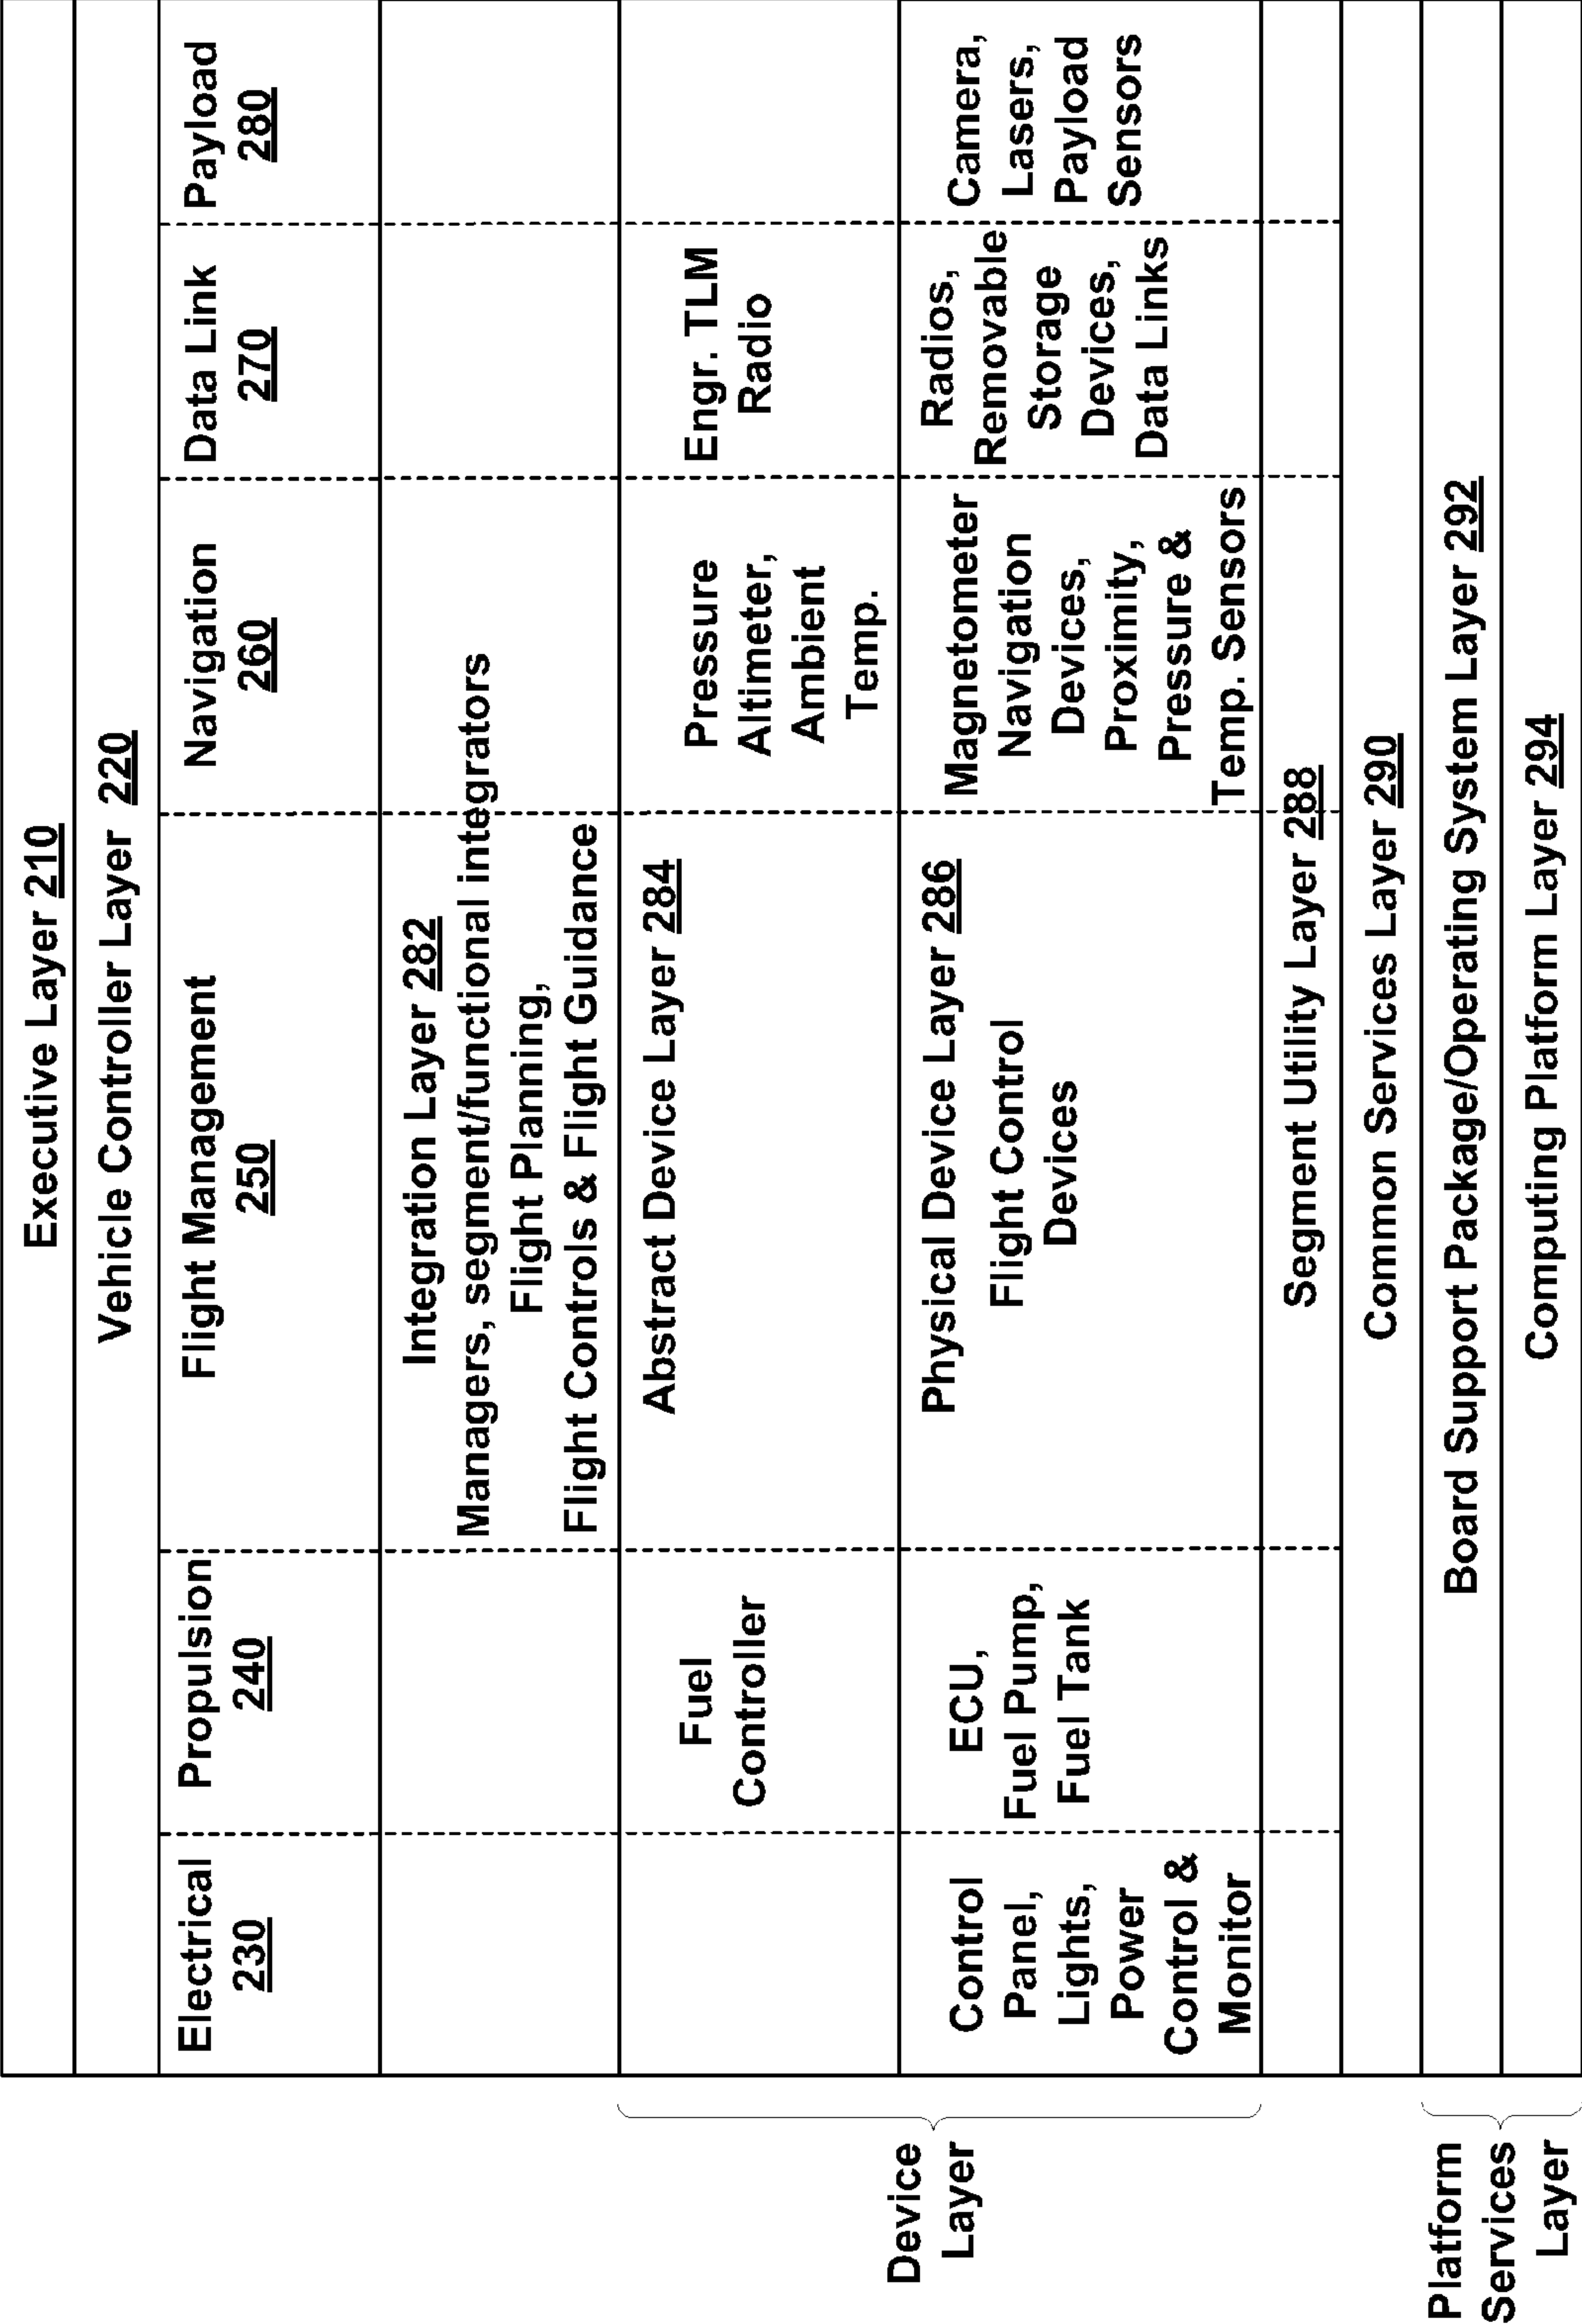 Executive Layer 210
Vehicle Controller Layer 220
Electrical
230
Propulsion
240
Flight Management
250
Navigation
260
Data Link
270
Payload
280
Integration Layer 282
Managers, segment/functional integrators
Flight Planning,
Flight Controls & Flight Guidance
Device
Layer
Abstract Device Layer 284
Fuel
Controller
Pressure
Altimeter,
Ambient
Temp.
Engr. TLM
Radio
Physical Device Layer 286
Control
Panel,
Lights,
Power
Control &
Monitor
ECU,
Fuel Pump,
Fuel Tank
Flight Control
Devices
Magnetometer
Navigation
Devices,
Proximity,
Pressure &
Temp. Sensors
Radios,
Removable
Storage
Devices,
Data Links
Camera,
Lasers,
Payload
Sensors
Segment Utility Layer 288
Common Services Layer 290
Platform
Services
Layer
Board Support Package/Operating System Layer 292
Computing Platform Layer 294